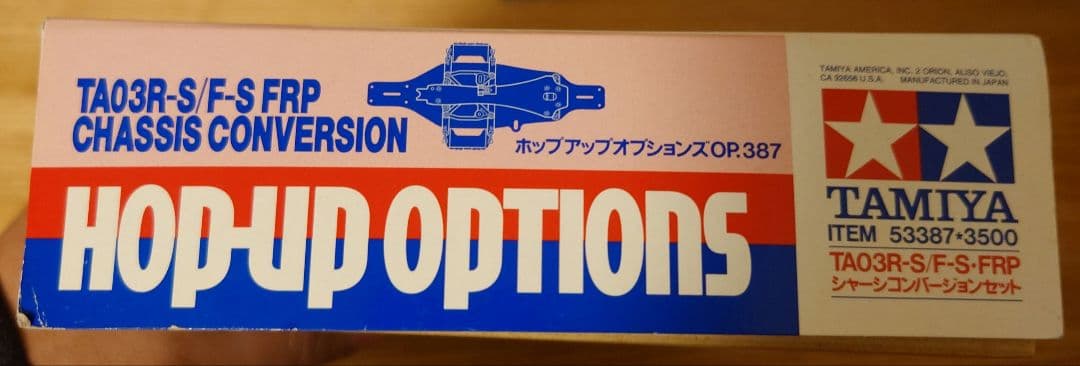 TA03R-S/F-S FRP
CHASSIS CONVERSION
ホップアップオプションズOP.387
HOP-UP OPTIONS
TAMIYA AMERICA, INC. 2 ORION, ALISO VIEJO,
CA 92656 U.S.A. MANUFACTURED IN JAPAN
TAMIYA
ITEM 53387*3500
TA03R-S/F-S・FRP
シャーシコンバージョンセット